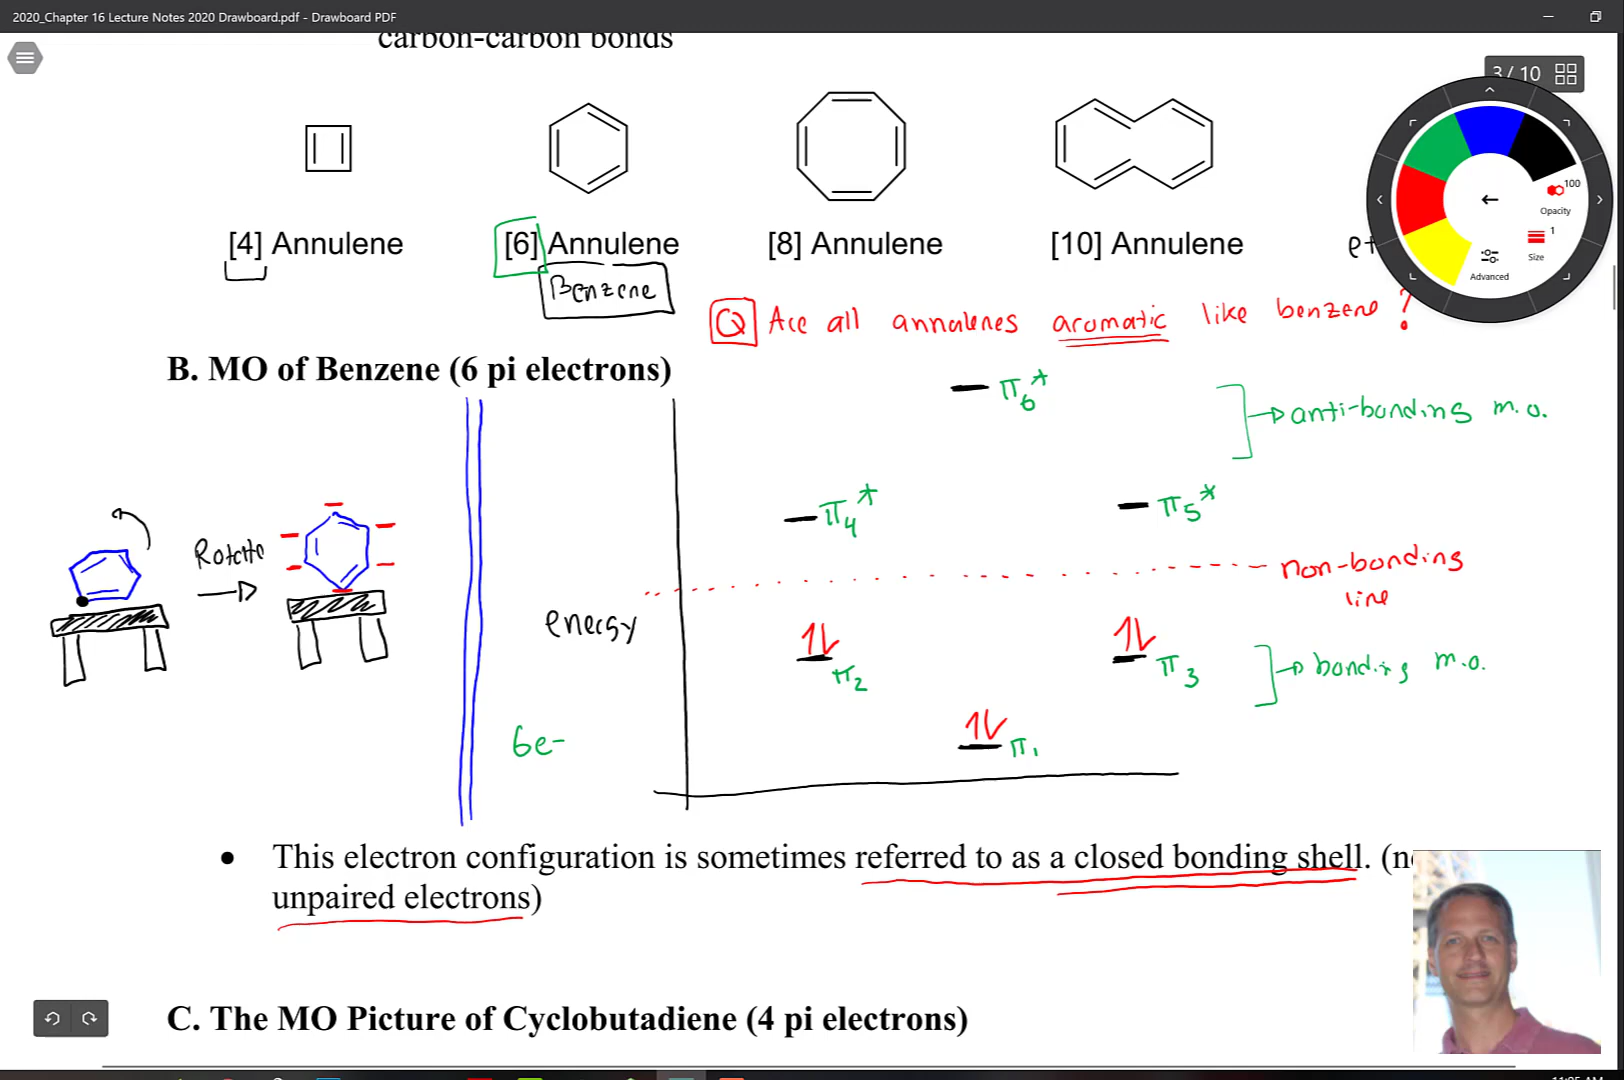 2020_Chapter 16 Lecture Notes 2020 Drawboard.pdf - Drawboard PDF
carbon-carbon bonds
3 / 10
[4] Annulene
[6] Annulene
[8] Annulene
[10] Annulene
et
Benzene
100
Opacity
1
Size
Advanced
Q Are all annulenes aromatic like benzene?
B. MO of Benzene (6 pi electrons)
π6*
anti-bonding m.o.
π4*
π5*
Rotate
non-bonding
line
energy
π2
π3
bonding m.o.
6e-
π1
• This electron configuration is sometimes referred to as a closed bonding shell. (n
unpaired electrons)
C. The MO Picture of Cyclobutadiene (4 pi electrons)